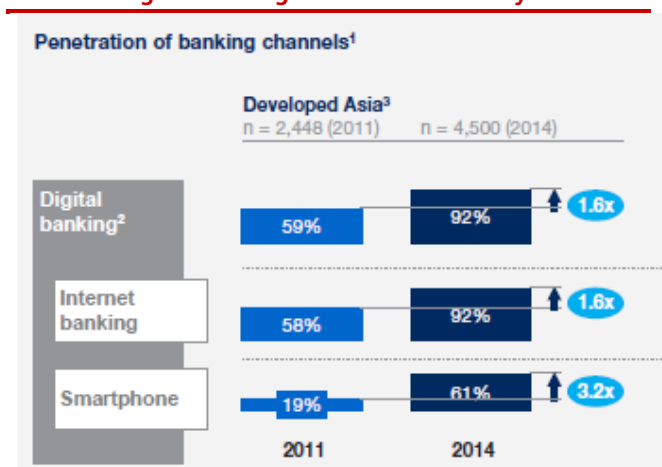 Penetration of banking channels¹
Developed Asia³
n = 2,448 (2011) n = 4,500 (2014)
Digital
banking²
59% 92% 1.6x
Internet
banking
58% 92% 1.6x
Smartphone
19% 61% 3.2x
2011 2014